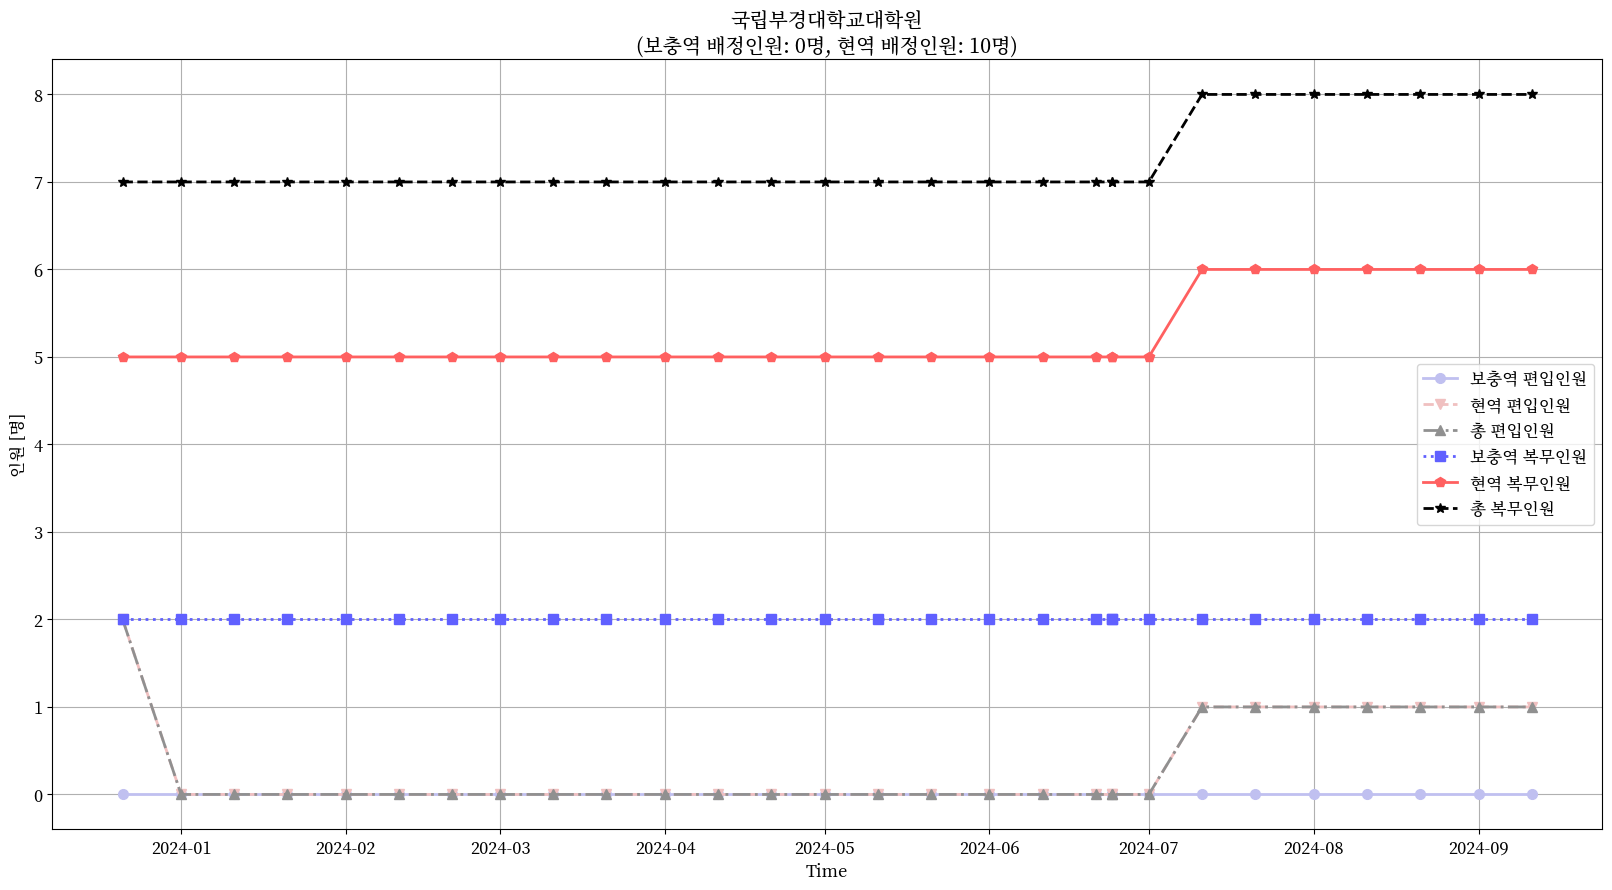 국립부경대학교대학원
(보충역 배정인원: 0명, 현역 배정인원: 10명)
인원 [명]
8
7
6
5
4
3
2
1
0
보충역 편입인원
현역 편입인원
총 편입인원
보충역 복무인원
현역 복무인원
총 복무인원
2024-01 2024-02 2024-03 2024-04 2024-05 2024-06 2024-07 2024-08 2024-09
Time